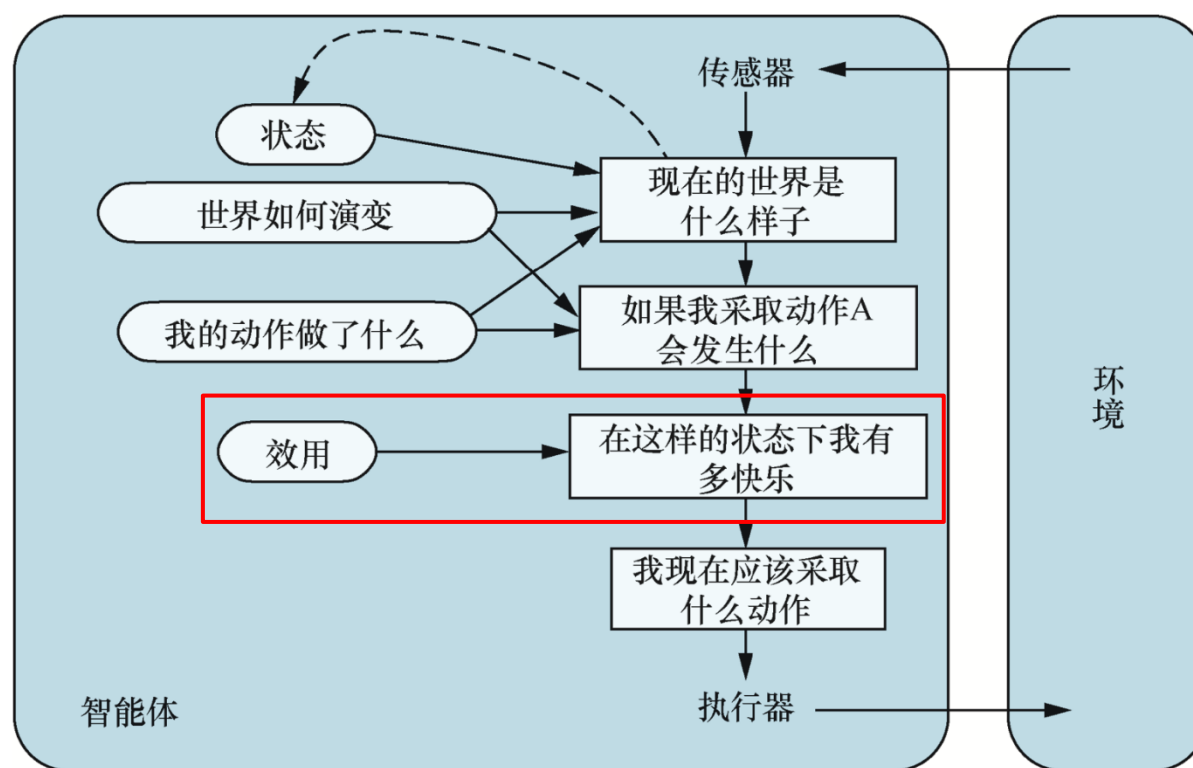 传感器
状态
现在的世界是
什么样子
世界如何演变
如果我采取动作A
会发生什么
我的动作做了什么
环
境
效用
在这样的状态下我有
多快乐
我现在应该采取
什么动作
智能体
执行器